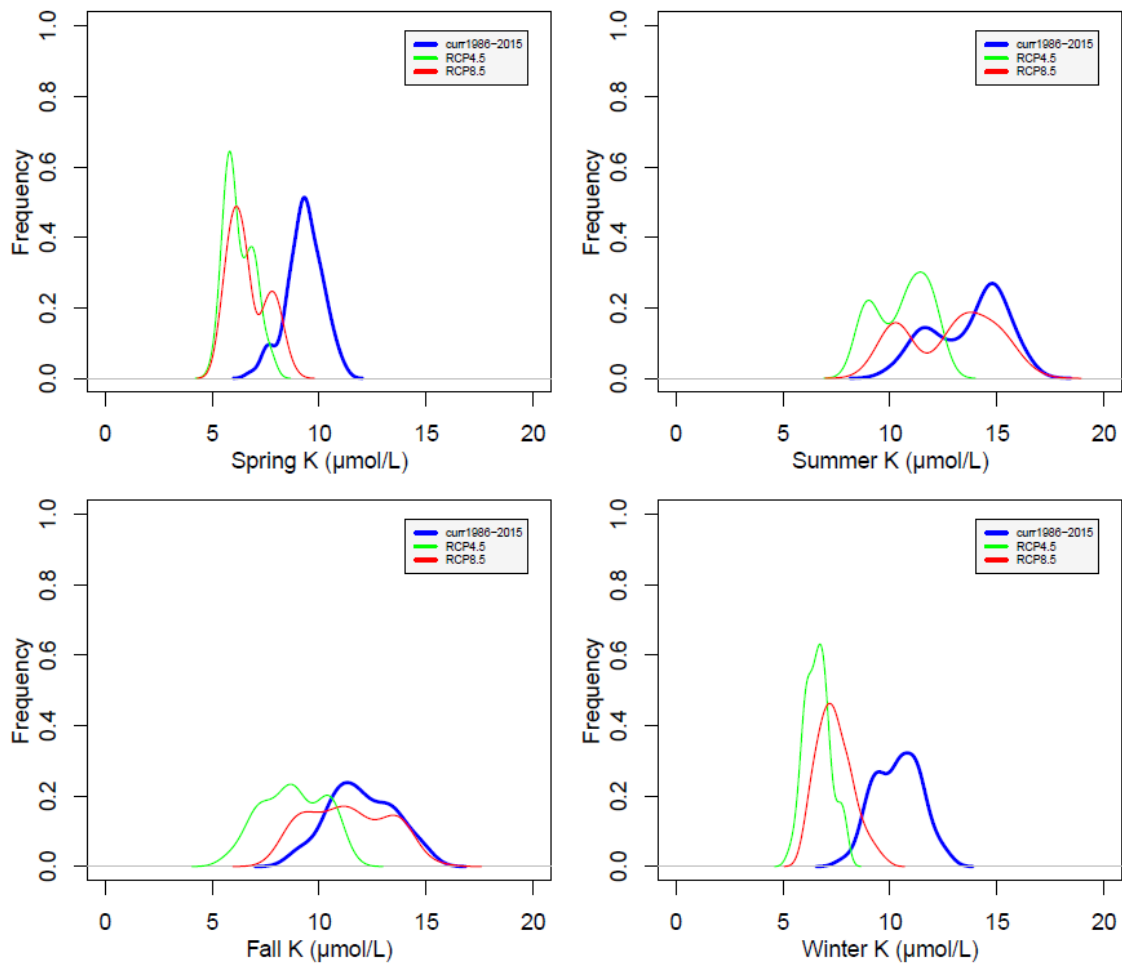 1.0
0.8
0.6
0.4
0.2
0.0
Frequency
curr1986−2015
RCP4.5
RCP8.5
0 5 10 15 20
Spring K (µmol/L)
1.0
0.8
0.6
0.4
0.2
0.0
Frequency
curr1986−2015
RCP4.5
RCP8.5
0 5 10 15 20
Summer K (µmol/L)
1.0
0.8
0.6
0.4
0.2
0.0
Frequency
curr1986−2015
RCP4.5
RCP8.5
0 5 10 15 20
Fall K (µmol/L)
1.0
0.8
0.6
0.4
0.2
0.0
Frequency
curr1986−2015
RCP4.5
RCP8.5
0 5 10 15 20
Winter K (µmol/L)